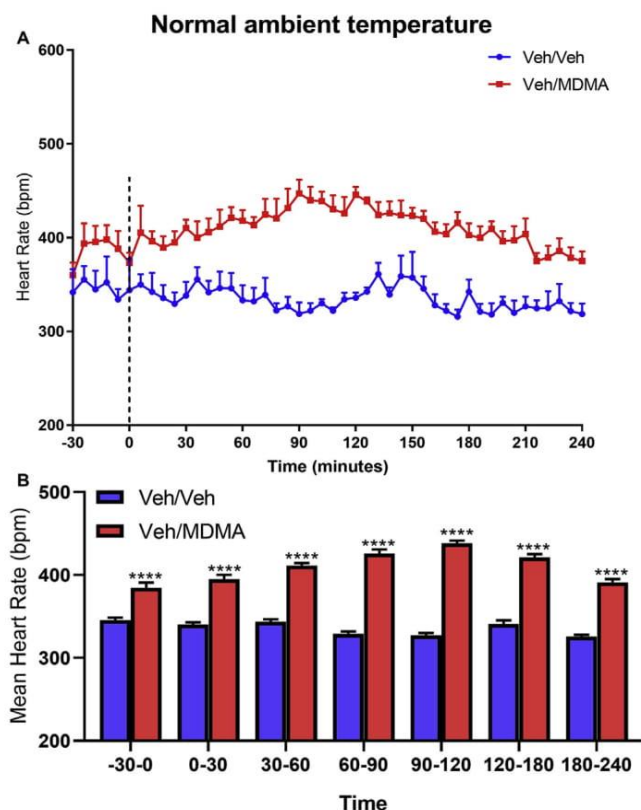 Normal ambient temperature
A
600
500
400
300
200
Heart Rate (bpm)
Veh/Veh
Veh/MDMA
-30 0 30 60 90 120 150 180 210 240
Time (minutes)
B
500
400
300
200
Mean Heart Rate (bpm)
Veh/Veh
Veh/MDMA
**** **** **** **** **** **** ****
-30-0 0-30 30-60 60-90 90-120 120-180 180-240
Time